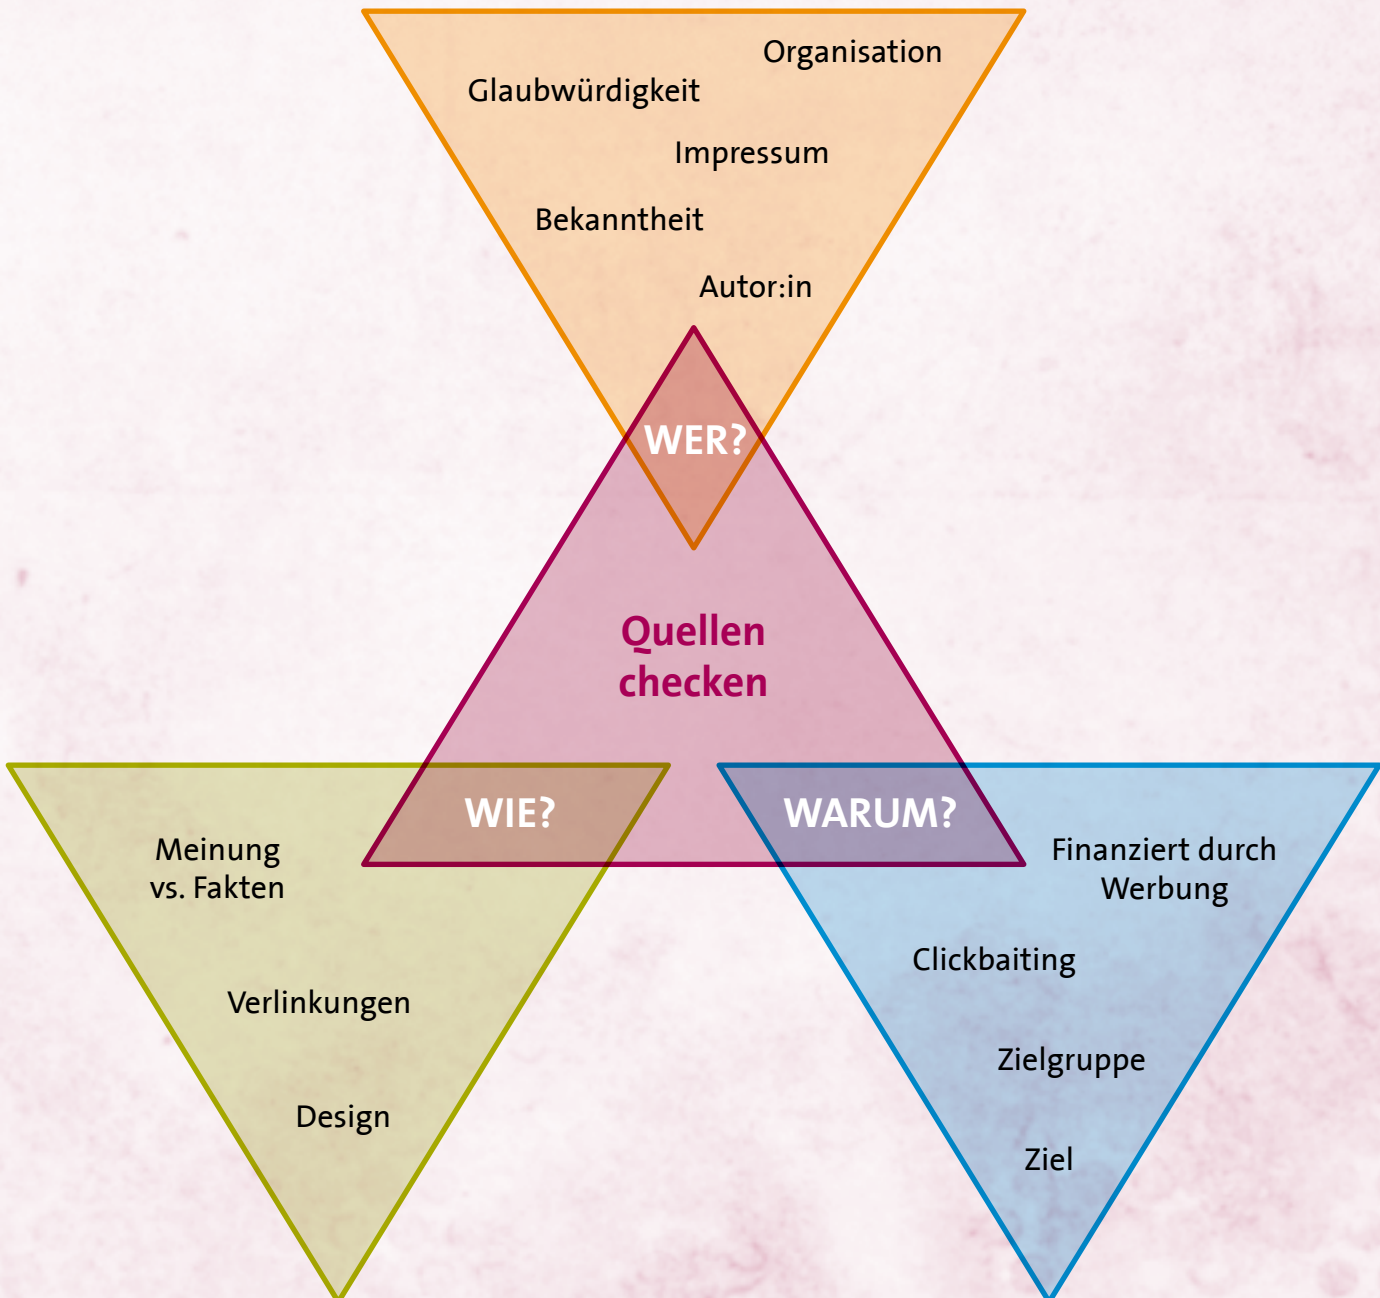 Organisation
Glaubwürdigkeit
Impressum
Bekanntheit
Autor:in
WER?
Quellen
checken
WIE?
WARUM?
Meinung
vs. Fakten
Verlinkungen
Design
Finanziert durch
Werbung
Clickbaiting
Zielgruppe
Ziel